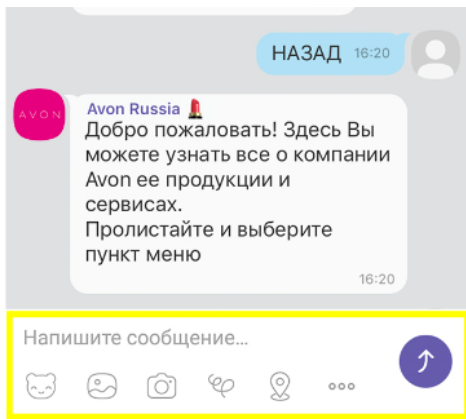 НАЗАД 16:20
AVON
Avon Russia
Добро пожаловать! Здесь Вы
можете узнать все о компании
Avon ее продукции и
сервисах.
Пролистайте и выберите
пункт меню
16:20
Напишите сообщение...